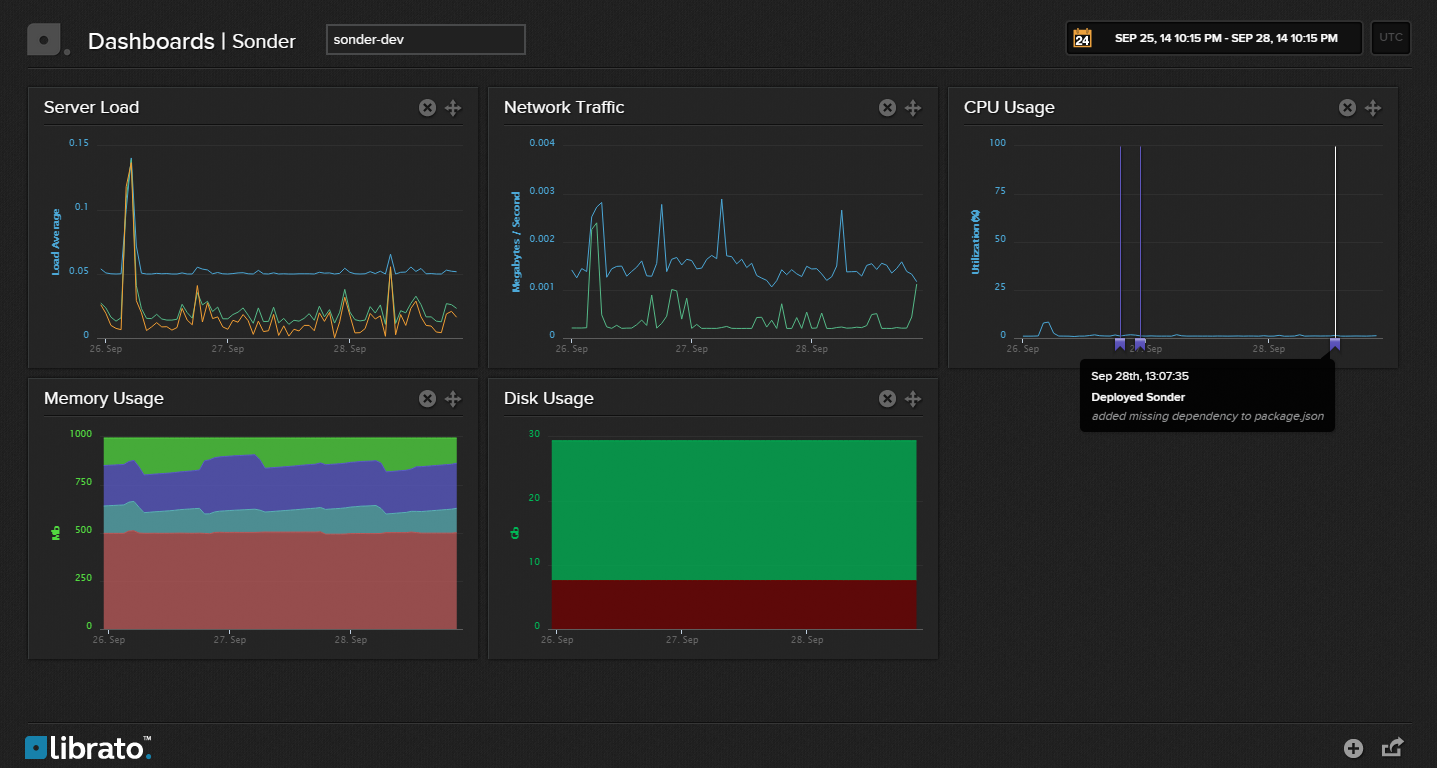 Dashboards | Sonder
sonder-dev
24
SEP 25, 14 10:15 PM - SEP 28, 14 10:15 PM
UTC
Server Load
0.15
0.1
0.05
0
Load Average
26. Sep
27. Sep
28. Sep
Network Traffic
0.004
0.003
0.002
0.001
0
Megabytes / Second
26. Sep
27. Sep
28. Sep
CPU Usage
100
75
50
25
0
Utilization (%)
26. Sep
27. Sep
28. Sep
Sep 28th, 13:07:35
Deployed Sonder
added missing dependency to package.json
Memory Usage
1000
750
500
250
0
Mb
26. Sep
27. Sep
28. Sep
Disk Usage
30
20
10
0
Gb
26. Sep
27. Sep
28. Sep
librato™